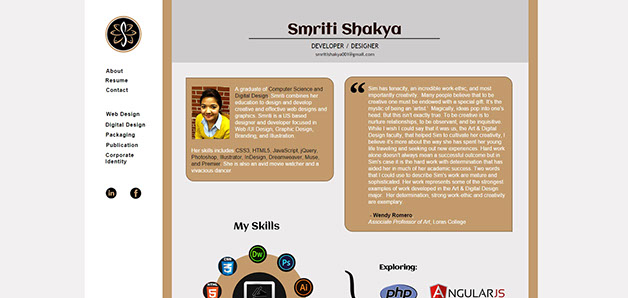 Smriti Shakya
DEVELOPER / DESIGNER
smritishakya001@gmail.com
About
Resume
Contact
Web Design
Digital Design
Packaging
Publication
Corporate
Identity
in
f
A graduate of Computer Science and
Digital Design, Smriti combines her
education to design and develop
creative and effective web designs and
graphics. Smriti is a US based
designer and developer focused in
Web /UI Design, Graphic Design,
Branding, and Illustration.
Her skills includes CSS3, HTML5, JavaScript, jQuery,
Photoshop, Illustrator, InDesign, Dreamweaver, Muse,
and Premier. She is also an avid movie watcher and a
vivacious dancer.
Sim has tenacity, an incredible work ethic, and most
importantly creativity. Many people believe that to be
creative one must be endowed with a special gift. It's the
mystic of being an 'artist.' Magically, ideas pop into one's
head. But this isn't exactly true. To be creative is to
nurture relationships, to be observant, and be inquisitive.
While I wish I could say that it was us, the Art & Digital
Design faculty, that helped Sim to cultivate her creativity, I
believe it's more about the way she has spent her young
life traveling and seeking out new experiences. Hard work
alone doesn't always mean a successful outcome but in
Sim's case it is the hard work with determination that has
aided her in much of her academic success. Two words
that I could use to describe Sim's work are mature and
sophisticated. Her work represents some of the strongest
examples of work developed in the Art & Digital Design
major. Her determination, strong work ethic and creativity
are exemplary.
- Wendy Romero
Associate Professor of Art, Loras College
My Skills
Dw
CSS
3
Ps
HTML
5
Ai
Exploring:
php
ANGULARJS